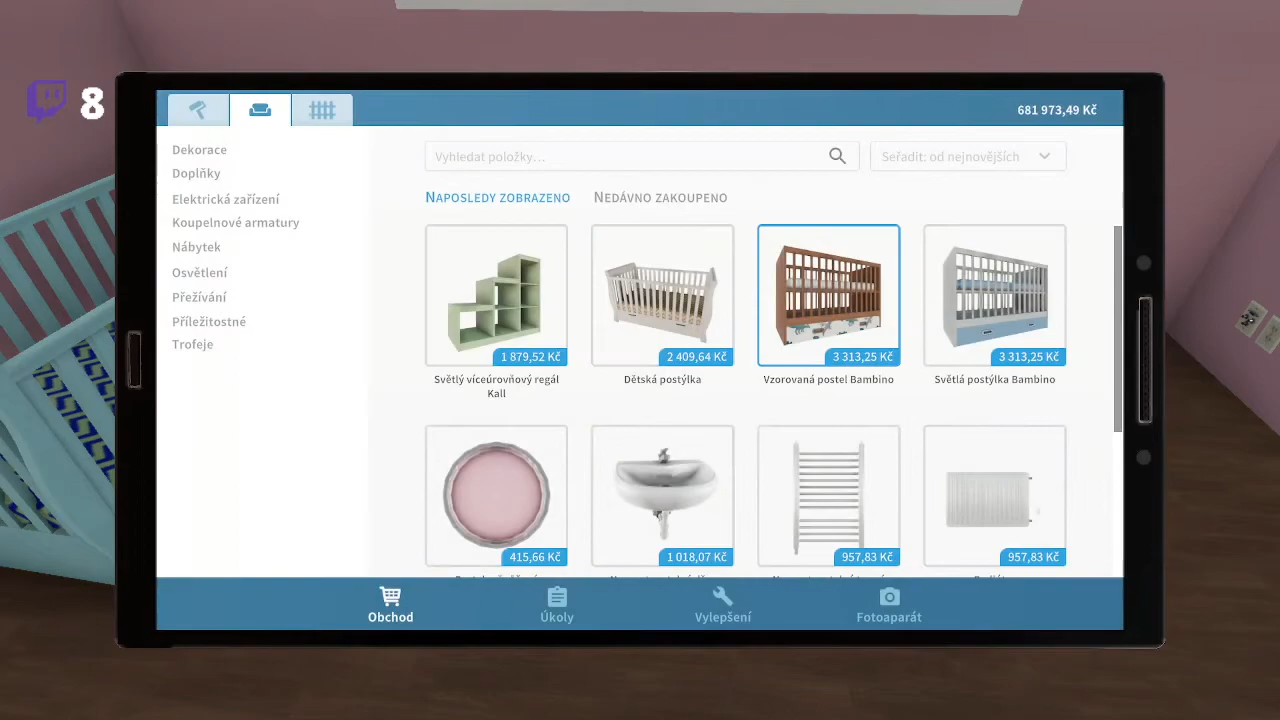 8
681 973,49 Kč
Dekorace
Doplňky
Elektrická zařízení
Koupelnové armatury
Nábytek
Osvětlení
Přežívání
Příležitostné
Trofeje
Vyhledat položky...
Seřadit: od nejnovějších
NAPOSLEDY ZOBRAZENO
NEDÁVNO ZAKOUPENO
1 879,52 Kč
2 409,64 Kč
3 313,25 Kč
3 313,25 Kč
Světlý víceúrovňový regál
Kall
Dětská postýlka
Vzorovaná postel Bambino
Světlá postýlka Bambino
415,66 Kč
1 018,07 Kč
957,83 Kč
957,83 Kč
Obchod
Úkoly
Vylepšení
Fotoaparát